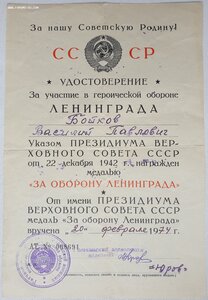 За нашу Советскую Родину!
СССР
УДОСТОВЕРЕНИЕ
За участие в героической обороне
ЛЕНИНГРАДА
Бойков
Василий Павлович
Указом ПРЕЗИДИУМА ВЕР-
ХОВНОГО СОВЕТА СССР
от 22 декабря 1942 г. награжден
медалью
«ЗА ОБОРОНУ ЛЕНИНГРАДА»
От имени ПРЕЗИДИУМА
ВЕРХОВНОГО СОВЕТА СССР
медаль «За оборону Ленинграда»
вручена „20“ февраля 1974 г.